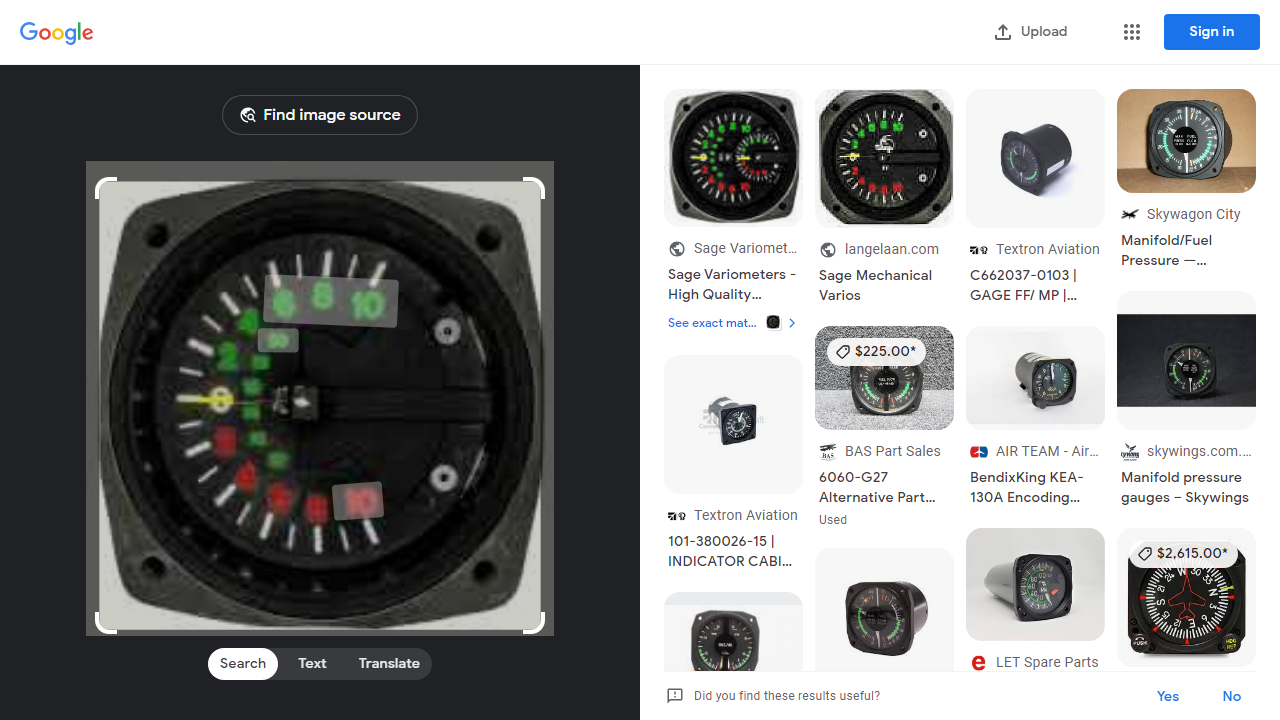 Google
Upload
Sign in
Find image source
6 8 10
4
2
0
10
Search
Text
Translate
Sage Variomet...
Sage Variometers -
High Quality...
See exact mat...
langelaan.com
Sage Mechanical
Varios
Textron Aviation
C662037-0103 |
GAGE FF/ MP |...
Skywagon City
Manifold/Fuel
Pressure —...
Textron Aviation
101-380026-15 |
INDICATOR CABI...
$225.00*
BAS Part Sales
6060-G27
Alternative Part...
Used
AIR TEAM - Air...
BendixKing KEA-
130A Encoding...
skywings.com....
Manifold pressure
gauges – Skywings
LET Spare Parts
$2,615.00*
Did you find these results useful?
Yes
No